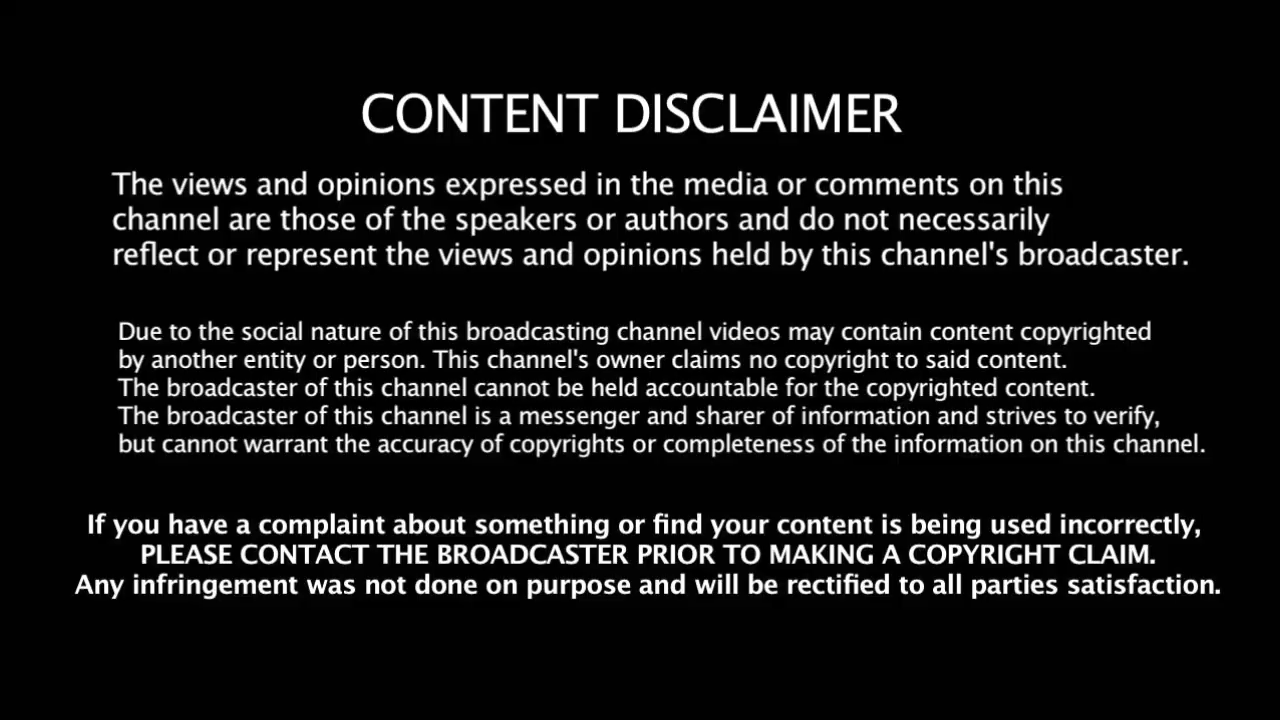 CONTENT DISCLAIMER
The views and opinions expressed in the media or comments on this
channel are those of the speakers or authors and do not necessarily
reflect or represent the views and opinions held by this channel's broadcaster.
Due to the social nature of this broadcasting channel videos may contain content copyrighted
by another entity or person. This channel's owner claims no copyright to said content.
The broadcaster of this channel cannot be held accountable for the copyrighted content.
The broadcaster of this channel is a messenger and sharer of information and strives to verify,
but cannot warrant the accuracy of copyrights or completeness of the information on this channel.
If you have a complaint about something or find your content is being used incorrectly,
PLEASE CONTACT THE BROADCASTER PRIOR TO MAKING A COPYRIGHT CLAIM.
Any infringement was not done on purpose and will be rectified to all parties satisfaction.